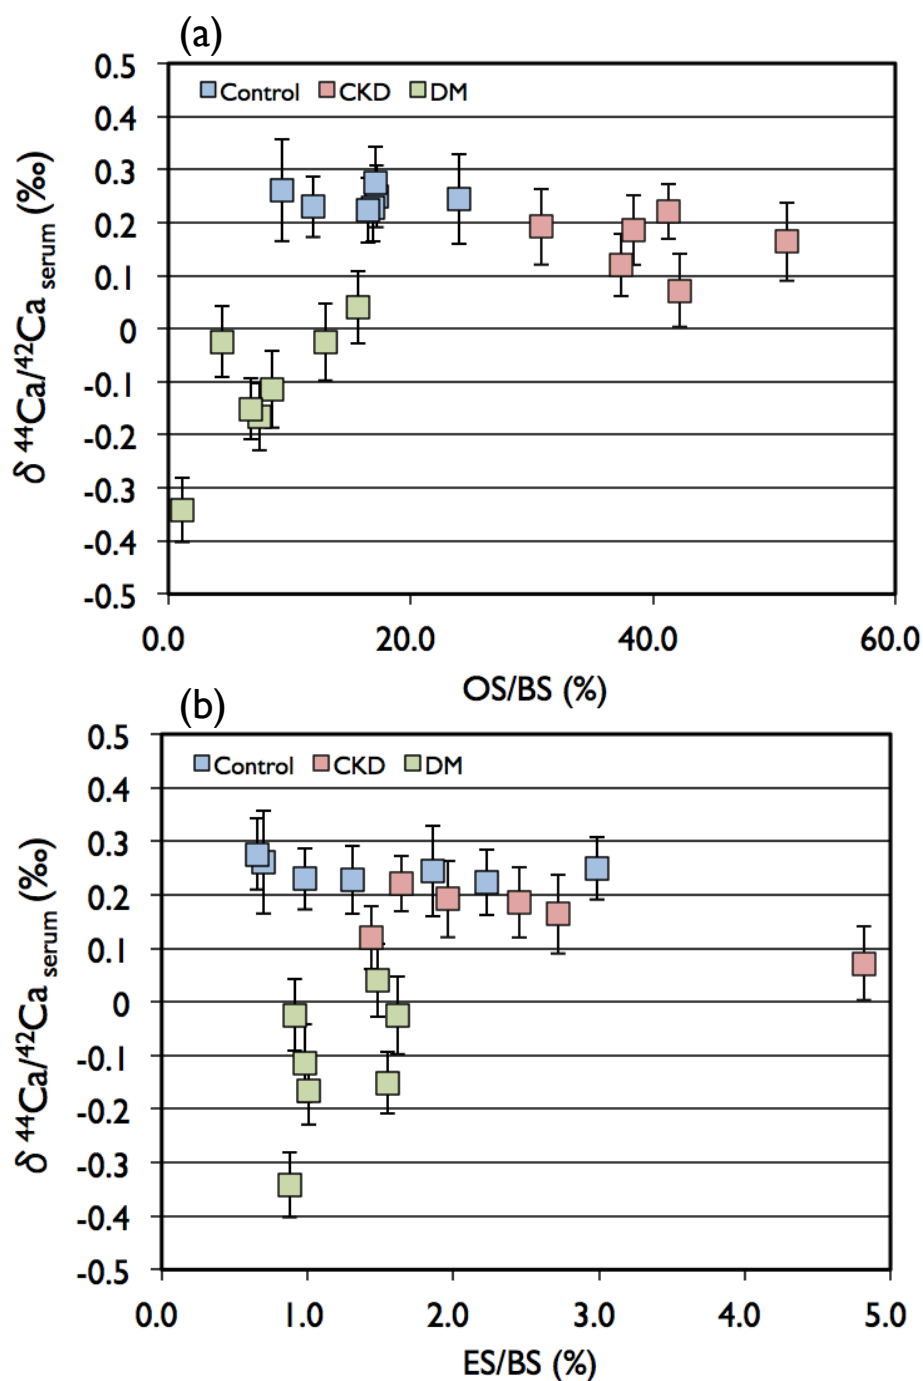 (a)
0.5
0.4
0.3
0.2
0.1
0
-0.1
-0.2
-0.3
-0.4
-0.5
Control CKD DM
δ 44Ca/42Ca serum (‰)
0.0 20.0 40.0 60.0
OS/BS (%)
(b)
0.5
0.4
0.3
0.2
0.1
0
-0.1
-0.2
-0.3
-0.4
-0.5
Control CKD DM
δ 44Ca/42Ca serum (‰)
0.0 1.0 2.0 3.0 4.0 5.0
ES/BS (%)